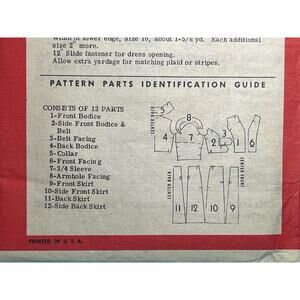 Width of lower edge, size 16, about 1-5/8 yd. Each additional
size 2" more.
12" Slide fastener for dress opening.
Allow extra yardage for matching plaid or stripes.
PATTERN PARTS IDENTIFICATION GUIDE
CONSISTS OF 12 PARTS
1-Front Bodice
2-Side Front Bodice &
Belt
3-Belt Facing
4-Back Bodice
5-Collar
6-Front Facing
7-3/4 Sleeve
8-Armhole Facing
9-Front Skirt
10-Side Front Skirt
11-Back Skirt
12-Side Back Skirt
CENTER BACK
5
4
8
7
2
3
1
6
CENTER FRONT
CENTER BACK
11
12
10
9
CENTER FRONT
PRINTED IN U. S. A.